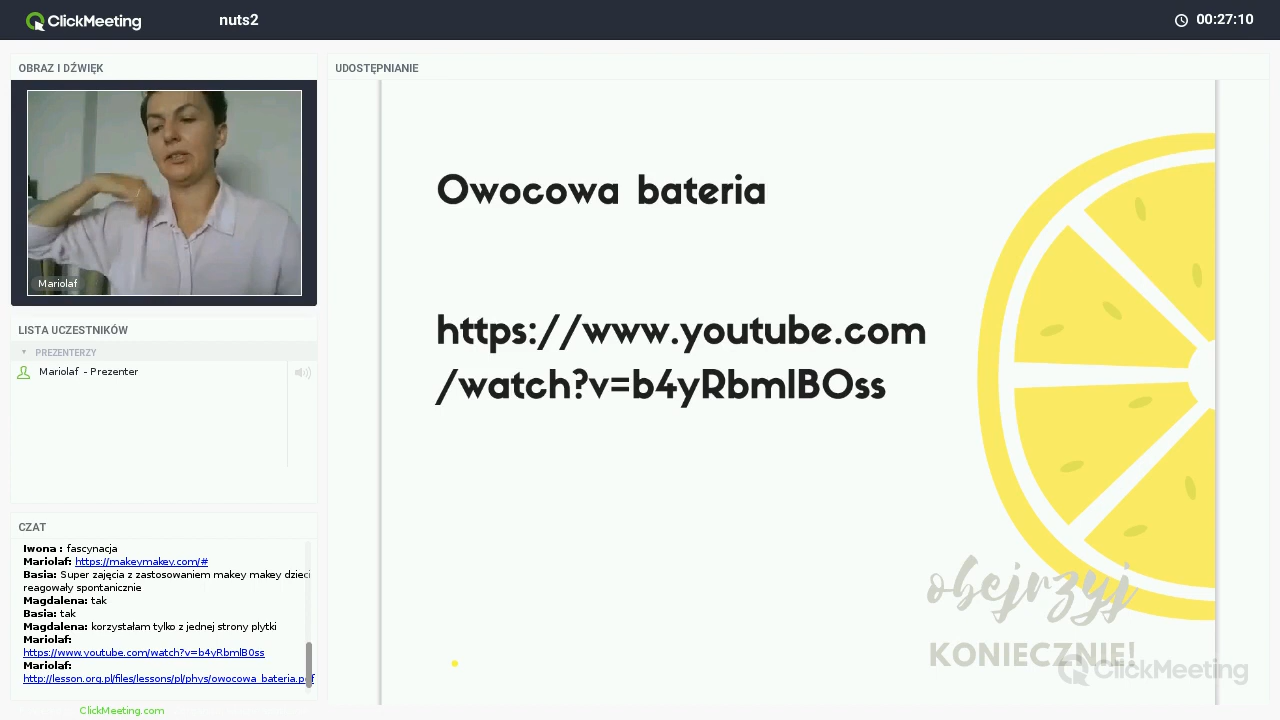 ClickMeeting
nuts2
00:27:10
OBRAZ I DŹWIĘK
UDOSTĘPNIANIE
Mariolaf
LISTA UCZESTNIKÓW
PREZENTERZY
Mariolaf - Prezenter
Owocowa bateria
https://www.youtube.com
/watch?v=b4yRbmlB0ss
obejrzyj
KONIECZNIE!
ClickMeeting
CZAT
Iwona : fascynacja
Mariolaf: https://makeymakey.com/#
Basia: Super zajęcia z zastosowaniem makey makey dzieci
reagowały spontanicznie
Magdalena: tak
Basia: tak
Magdalena: korzystałam tylko z jednej strony płytki
Mariolaf:
https://www.youtube.com/watch?v=b4yRbmlB0ss
Mariolaf:
http://lesson.org.pl/files/lessons/pl/phys/owocowa_bateria.pdf
ClickMeeting.com